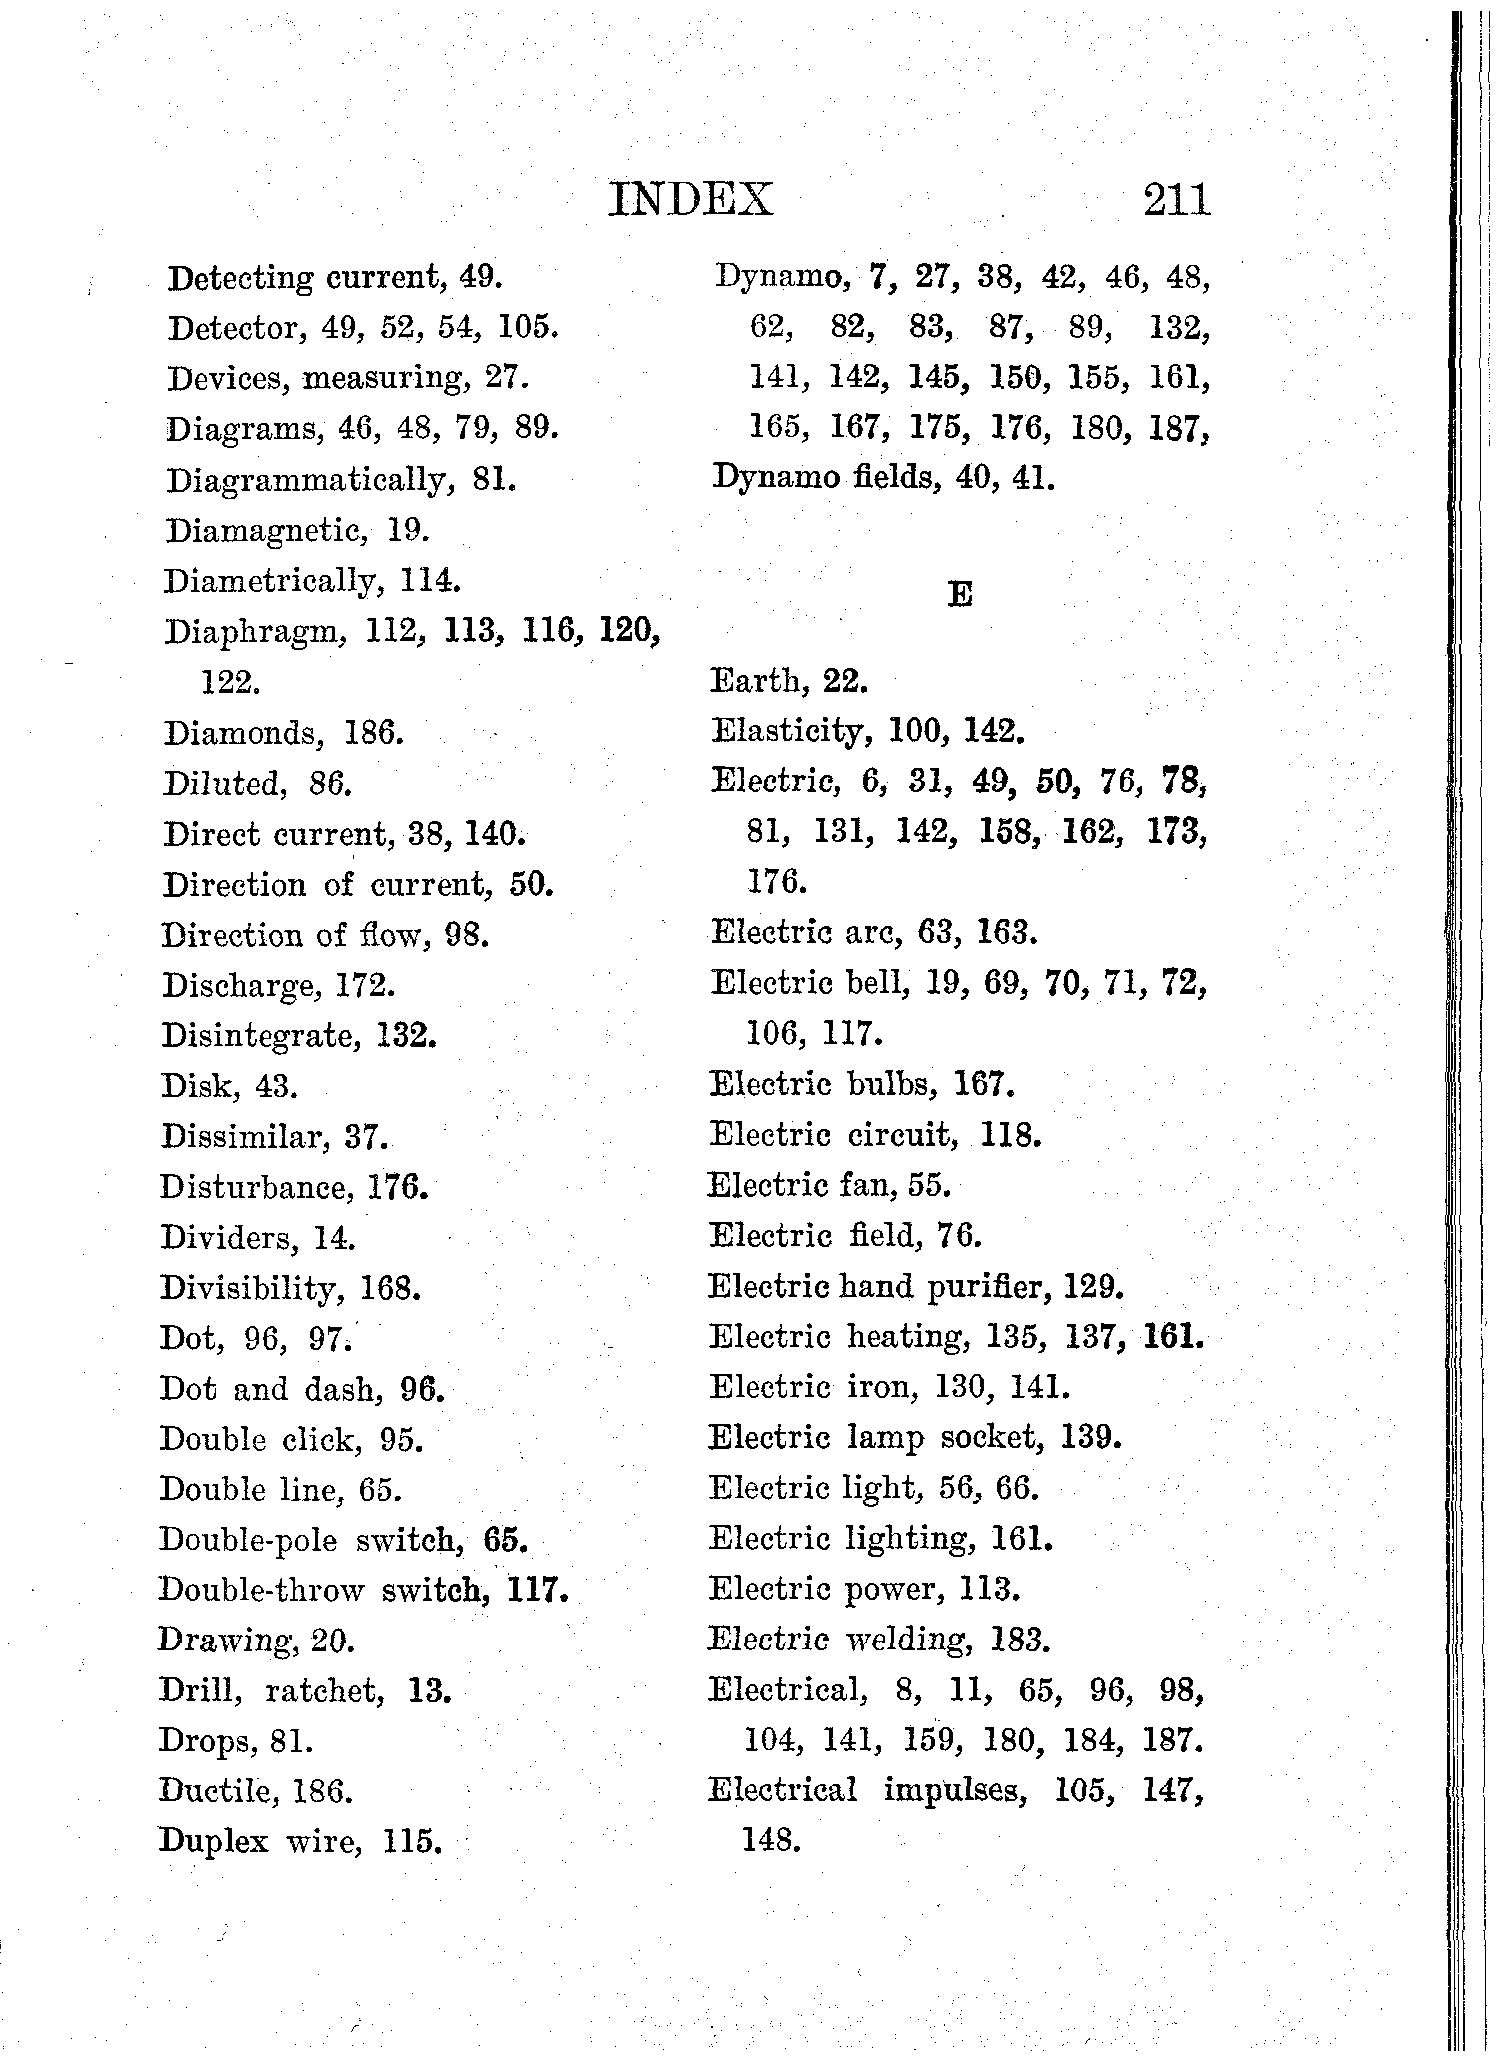 INDEX 211
Detecting current, 49.
Detector, 49, 52, 54, 105.
Devices, measuring, 27.
Diagrams, 46, 48, 79, 89.
Diagrammatically, 81.
Diamagnetic, 19.
Diametrically, 114.
Diaphragm, 112, 113, 116, 120,
122.
Diamonds, 186.
Diluted, 86.
Direct current, 38, 140.
Direction of current, 50.
Direction of flow, 98.
Discharge, 172.
Disintegrate, 132.
Disk, 43.
Dissimilar, 37.
Disturbance, 176.
Dividers, 14.
Divisibility, 168.
Dot, 96, 97.
Dot and dash, 96.
Double click, 95.
Double line, 65.
Double-pole switch, 65.
Double-throw switch, 117.
Drawing, 20.
Drill, ratchet, 13.
Drops, 81.
Ductile, 186.
Duplex wire, 115.
Dynamo, 7, 27, 38, 42, 46, 48,
62, 82, 83, 87, 89, 132,
141, 142, 145, 150, 155, 161,
165, 167, 175, 176, 180, 187,
Dynamo fields, 40, 41.
E
Earth, 22.
Elasticity, 100, 142.
Electric, 6, 31, 49, 50, 76, 78,
81, 131, 142, 158, 162, 173,
176.
Electric arc, 63, 163.
Electric bell, 19, 69, 70, 71, 72,
106, 117.
Electric bulbs, 167.
Electric circuit, 118.
Electric fan, 55.
Electric field, 76.
Electric hand purifier, 129.
Electric heating, 135, 137, 161.
Electric iron, 130, 141.
Electric lamp socket, 139.
Electric light, 56, 66.
Electric lighting, 161.
Electric power, 113.
Electric welding, 183.
Electrical, 8, 11, 65, 96, 98,
104, 141, 159, 180, 184, 187.
Electrical impulses, 105, 147,
148.